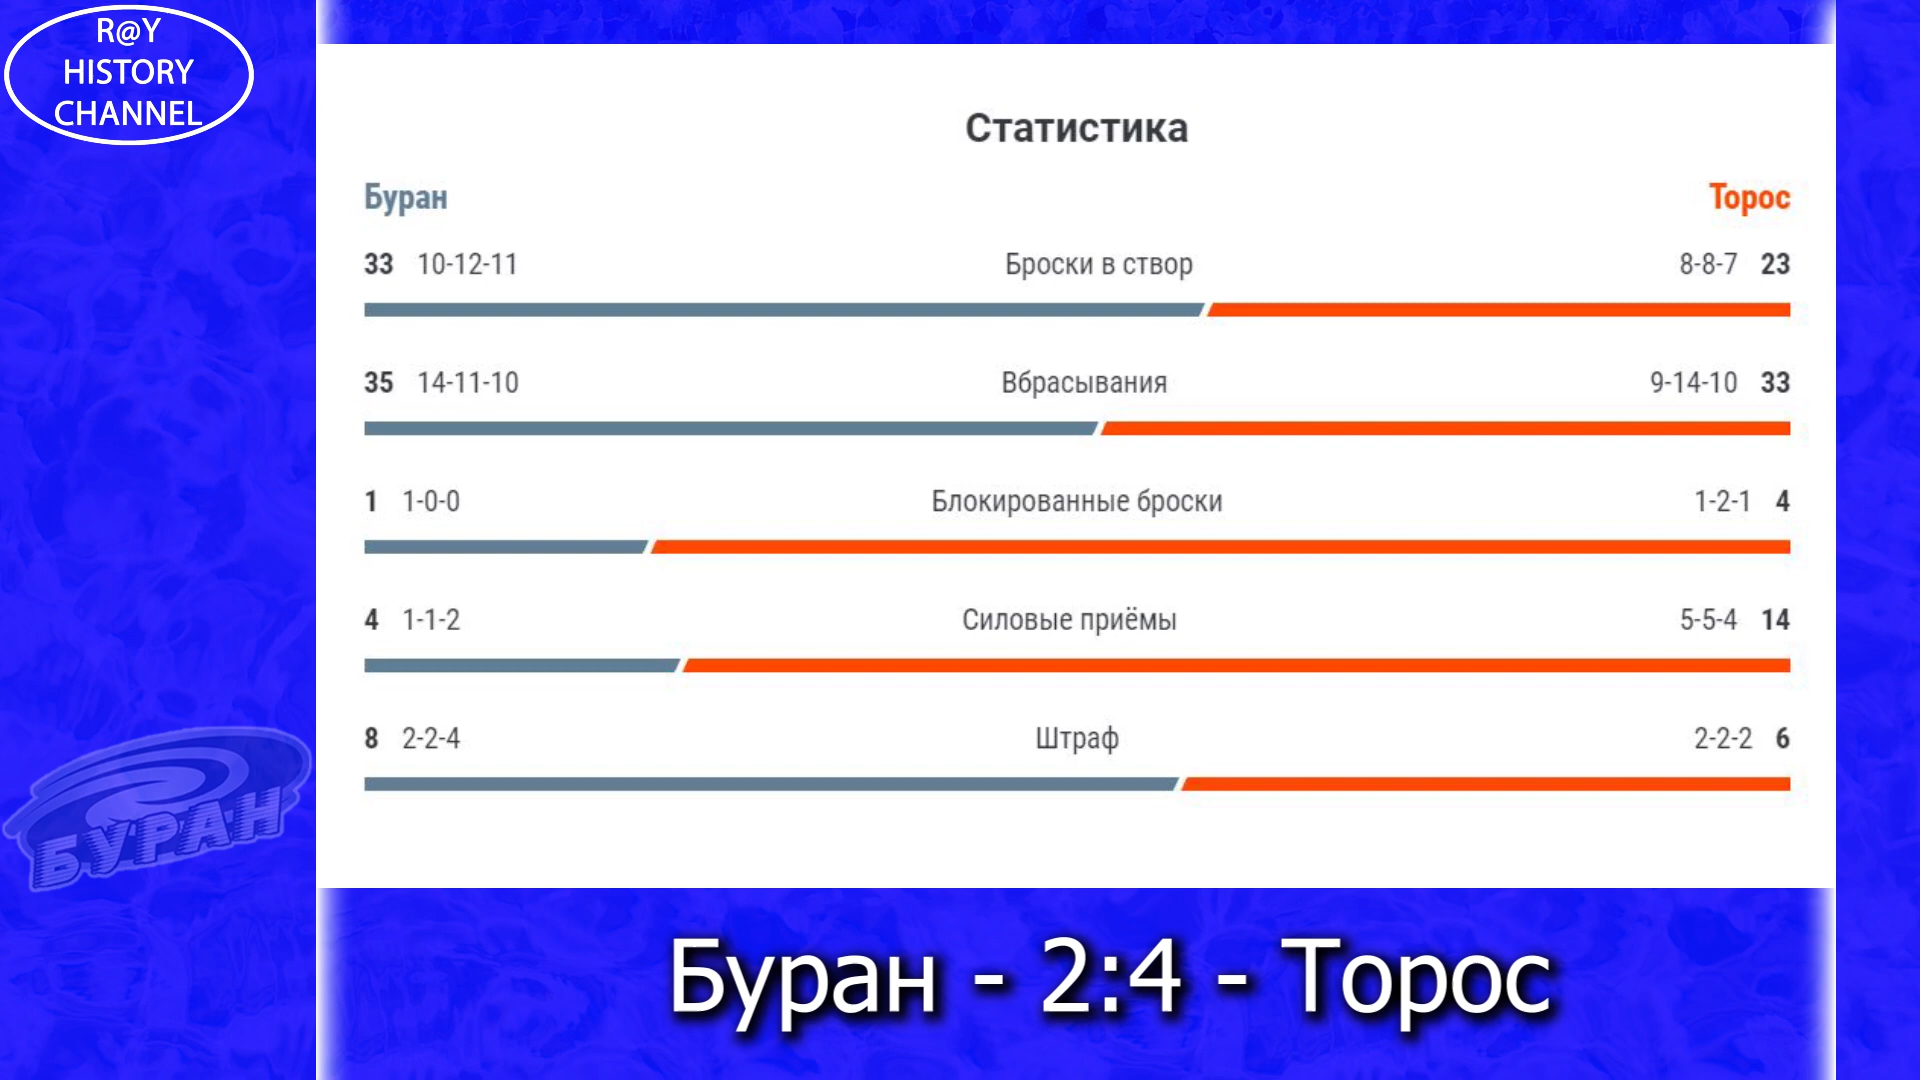 R@Y
HISTORY
CHANNEL
Статистика
Буран Торос
33 10-12-11 Броски в створ 8-8-7 23
35 14-11-10 Вбрасывания 9-14-10 33
1 1-0-0 Блокированные броски 1-2-1 4
4 1-1-2 Силовые приёмы 5-5-4 14
8 2-2-4 Штраф 2-2-2 6
БУРАН
Буран - 2:4 - Торос